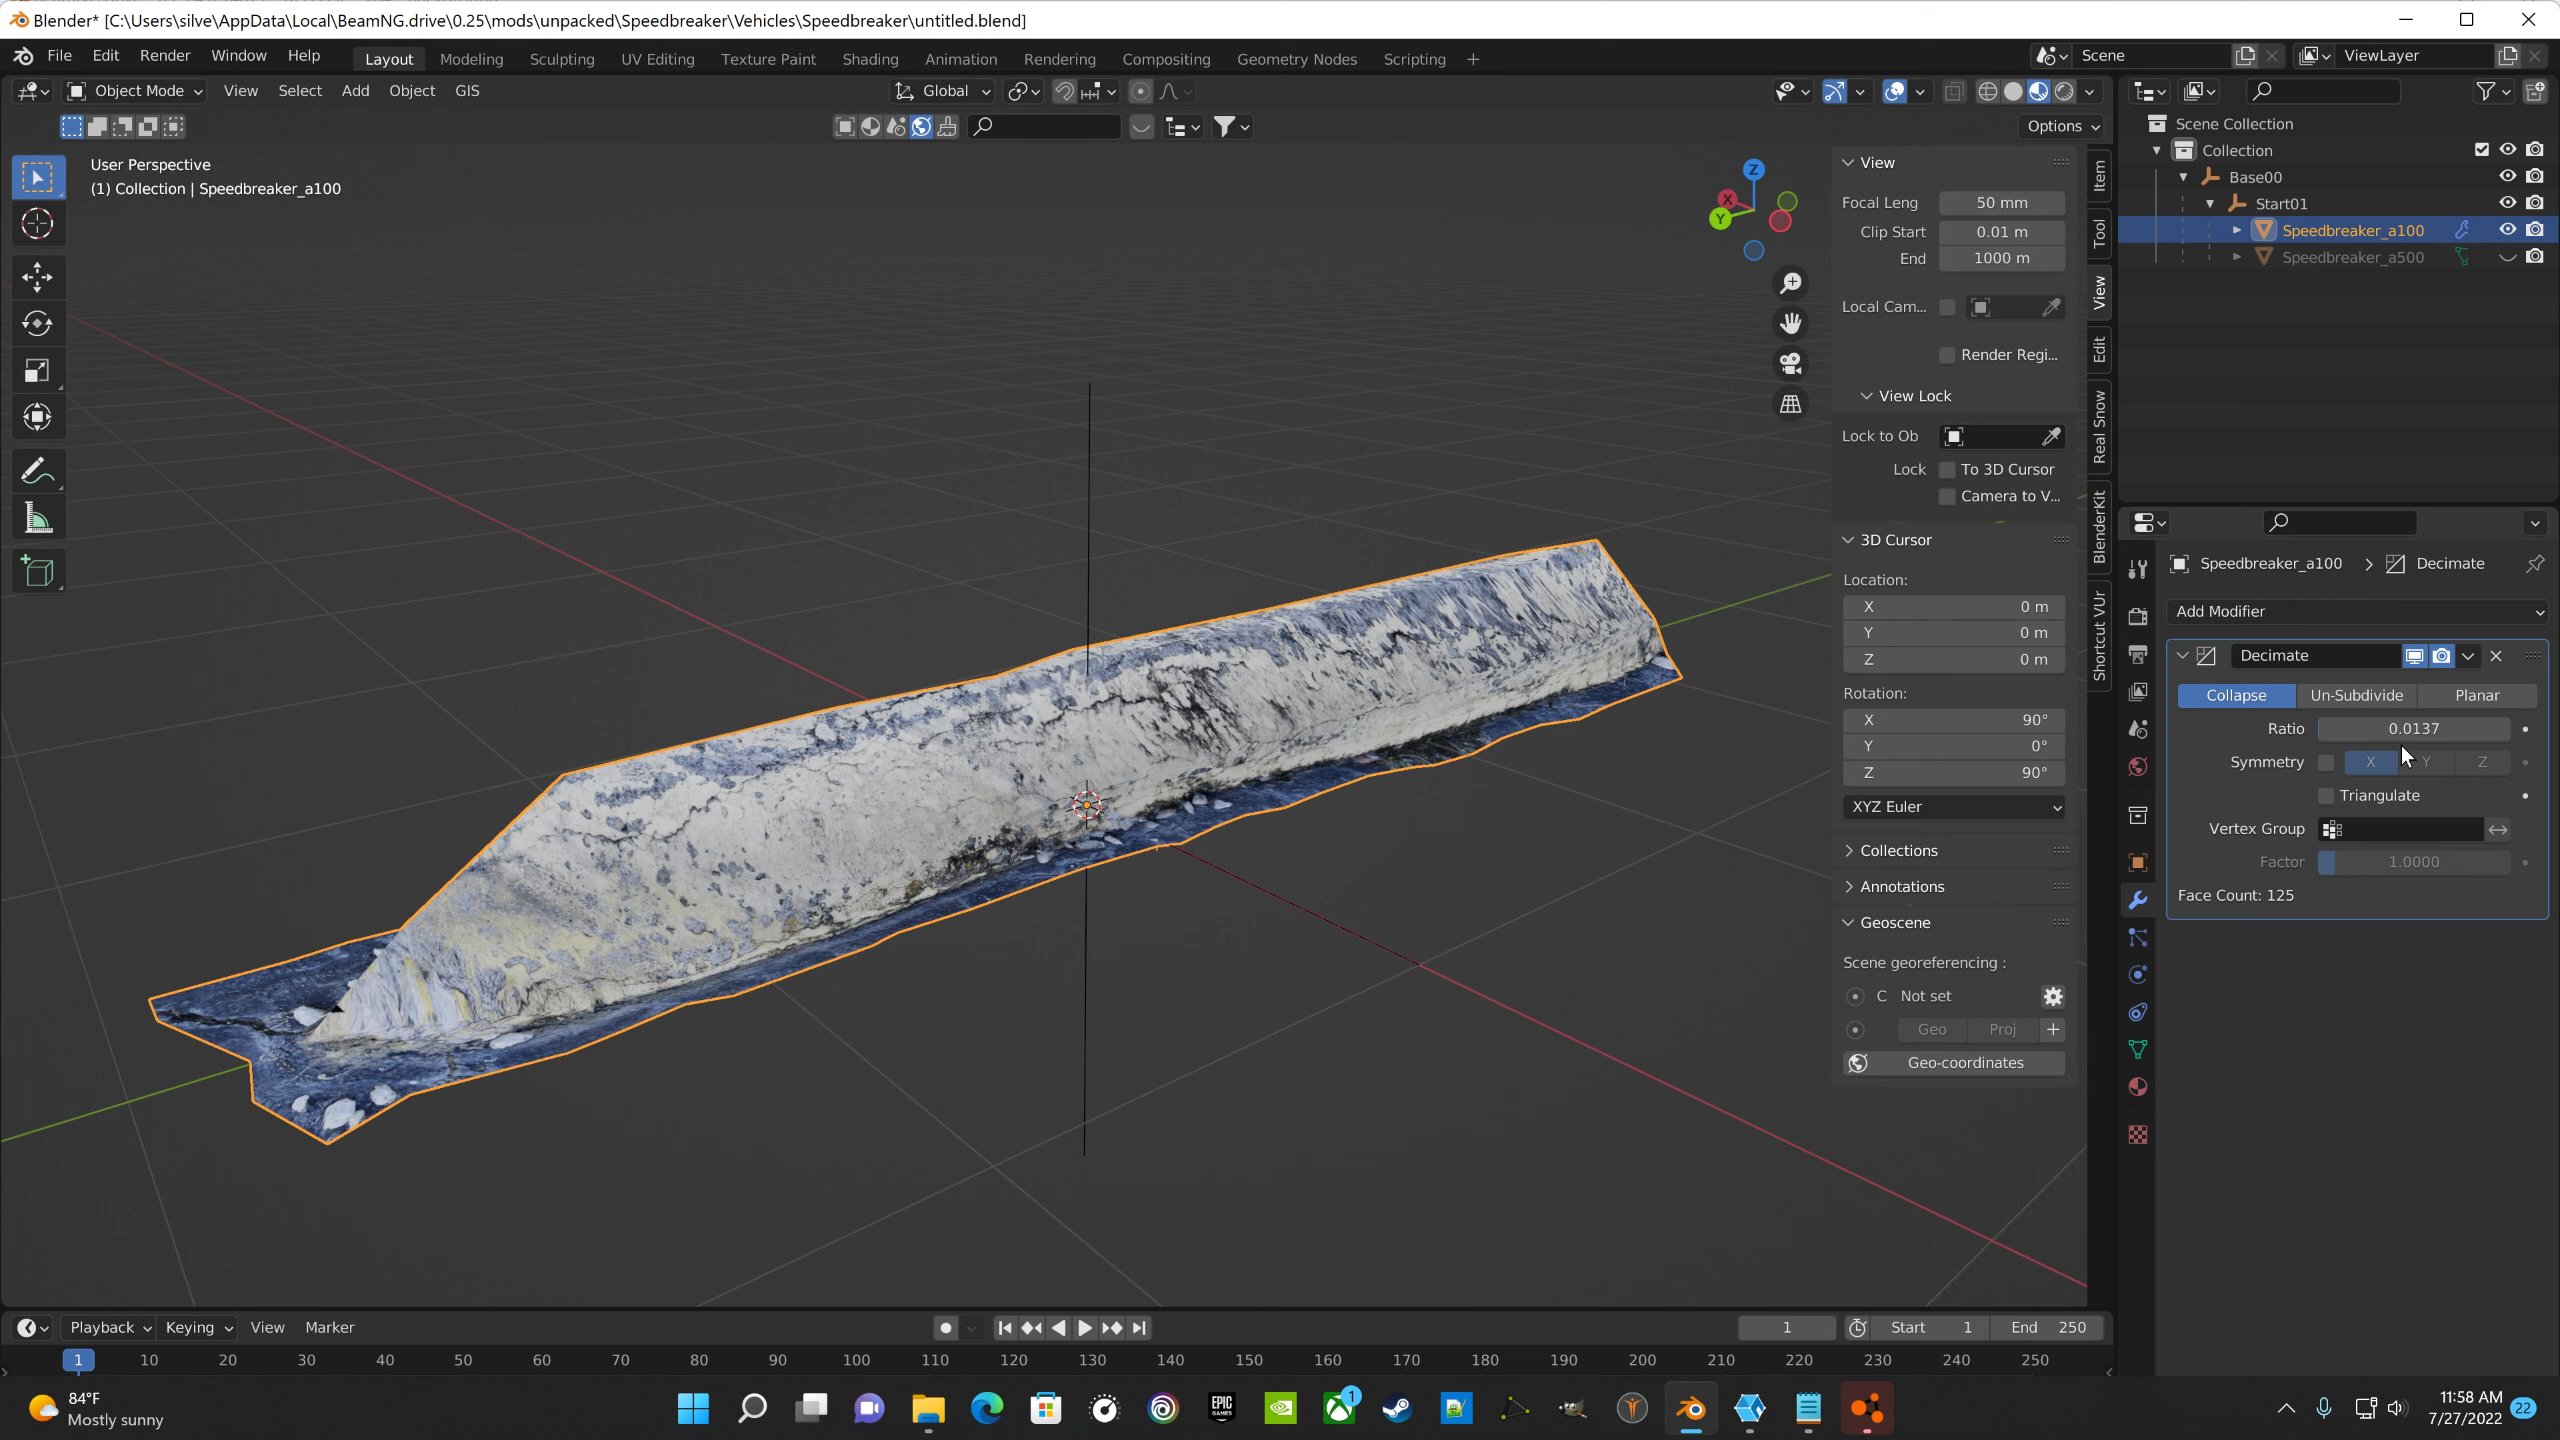 Blender* [C:\Users\silve\AppData\Local\BeamNG.drive\0.25\mods\unpacked\Speedbreaker\Vehicles\Speedbreaker\untitled.blend]
File Edit Render Window Help Layout Modeling Sculpting UV Editing Texture Paint Shading Animation Rendering Compositing Geometry Nodes Scripting + Scene ViewLayer
Object Mode View Select Add Object GIS Global
Options
User Perspective
(1) Collection | Speedbreaker_a100
Z
X
Y
View
Focal Leng 50 mm
Clip Start 0.01 m
End 1000 m
Local Cam...
Render Regi...
View Lock
Lock to Ob
Lock To 3D Cursor
Camera to V...
3D Cursor
Location:
X 0 m
Y 0 m
Z 0 m
Rotation:
X 90°
Y 0°
Z 90°
XYZ Euler
Collections
Annotations
Geoscene
Scene georeferencing :
C Not set
Geo Proj +
Geo-coordinates
Item
Tool
View
Edit
Real Snow
BlenderKit
Shortcut VUr
Scene Collection
Collection
Base00
Start01
Speedbreaker_a100
Speedbreaker_a500
Speedbreaker_a100 > Decimate
Add Modifier
Decimate
Collapse Un-Subdivide Planar
Ratio 0.0137
Symmetry X Y Z
Triangulate
Vertex Group
Factor 1.0000
Face Count: 125
Playback Keying View Marker 1 Start 1 End 250
1 10 20 30 40 50 60 70 80 90 100 110 120 130 140 150 160 170 180 190 200 210 220 230 240 250
84°F
Mostly sunny
EPIC
GAMES
1
11:58 AM
7/27/2022
22